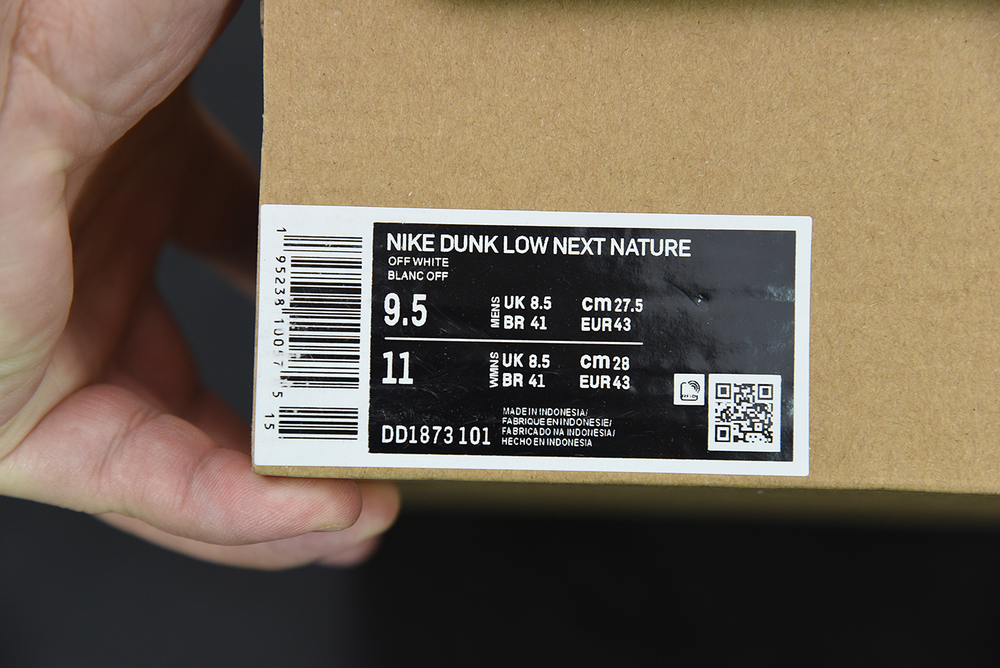 NIKE DUNK LOW NEXT NATURE
OFF WHITE
BLANC OFF
9.5 MENS UK 8.5 cm 27.5
BR 41 EUR 43
11 WMNS UK 8.5 cm 28
BR 41 EUR 43
DD1873 101
MADE IN INDONESIA/
FABRIQUE EN INDONESIE/
FABRICADO NA INDONESIA/
HECHO EN INDONESIA